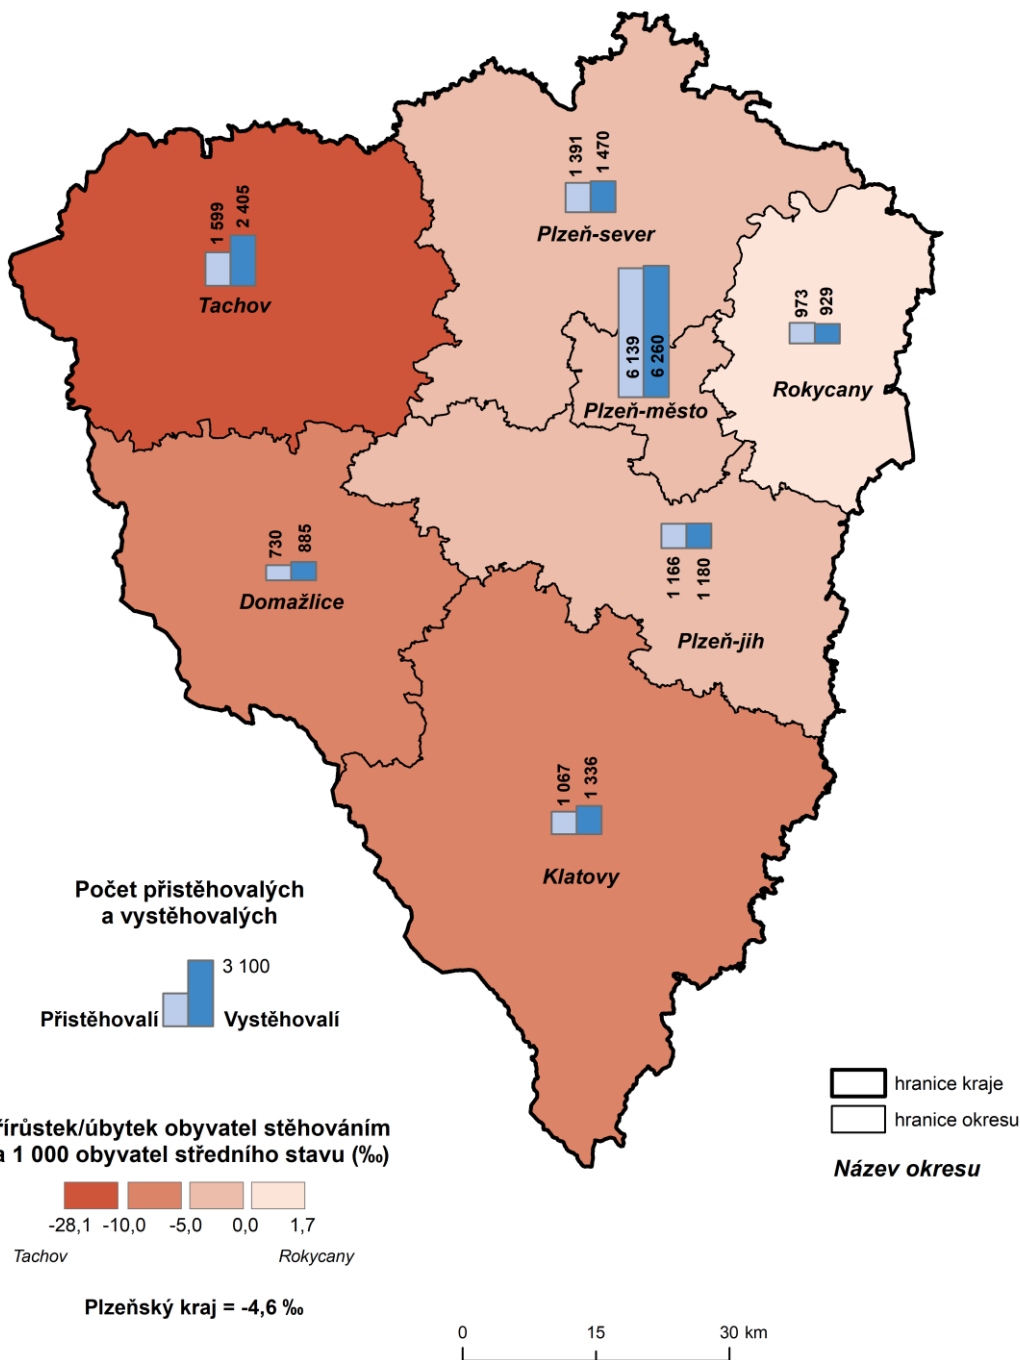 1 391
1 470
Plzeň-sever
1 599
2 405
Tachov
973
929
Rokycany
6 139
6 260
Plzeň-město
730
885
Domažlice
1 166
1 180
Plzeň-jih
1 067
1 336
Klatovy
Počet přistěhovalých
a vystěhovalých
3 100
Přistěhovalí
Vystěhovalí
hranice kraje
hranice okresu
Název okresu
řírůstek/úbytek obyvatel stěhováním
a 1 000 obyvatel středního stavu (‰)
-28,1 -10,0 -5,0 0,0 1,7
Tachov Rokycany
Plzeňský kraj = -4,6 ‰
0 15 30 km